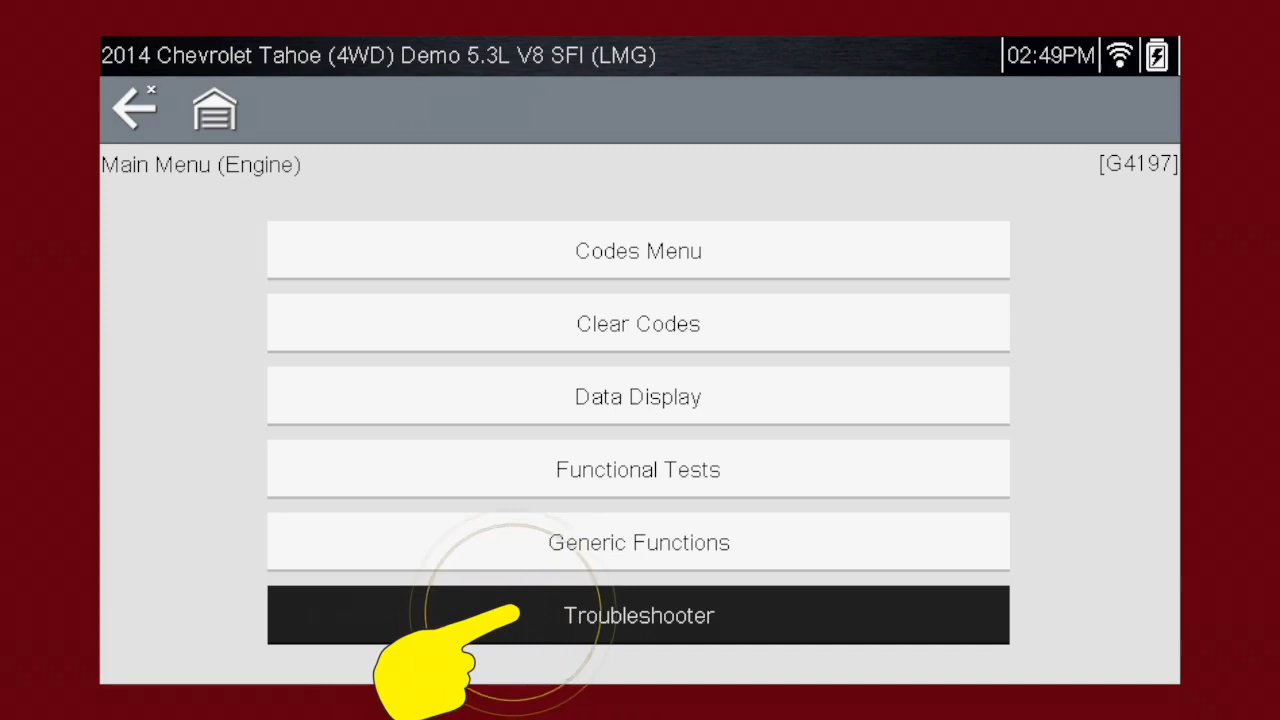 2014 Chevrolet Tahoe (4WD) Demo 5.3L V8 SFI (LMG) 02:49PM
Main Menu (Engine) [G4197]
Codes Menu
Clear Codes
Data Display
Functional Tests
Generic Functions
Troubleshooter